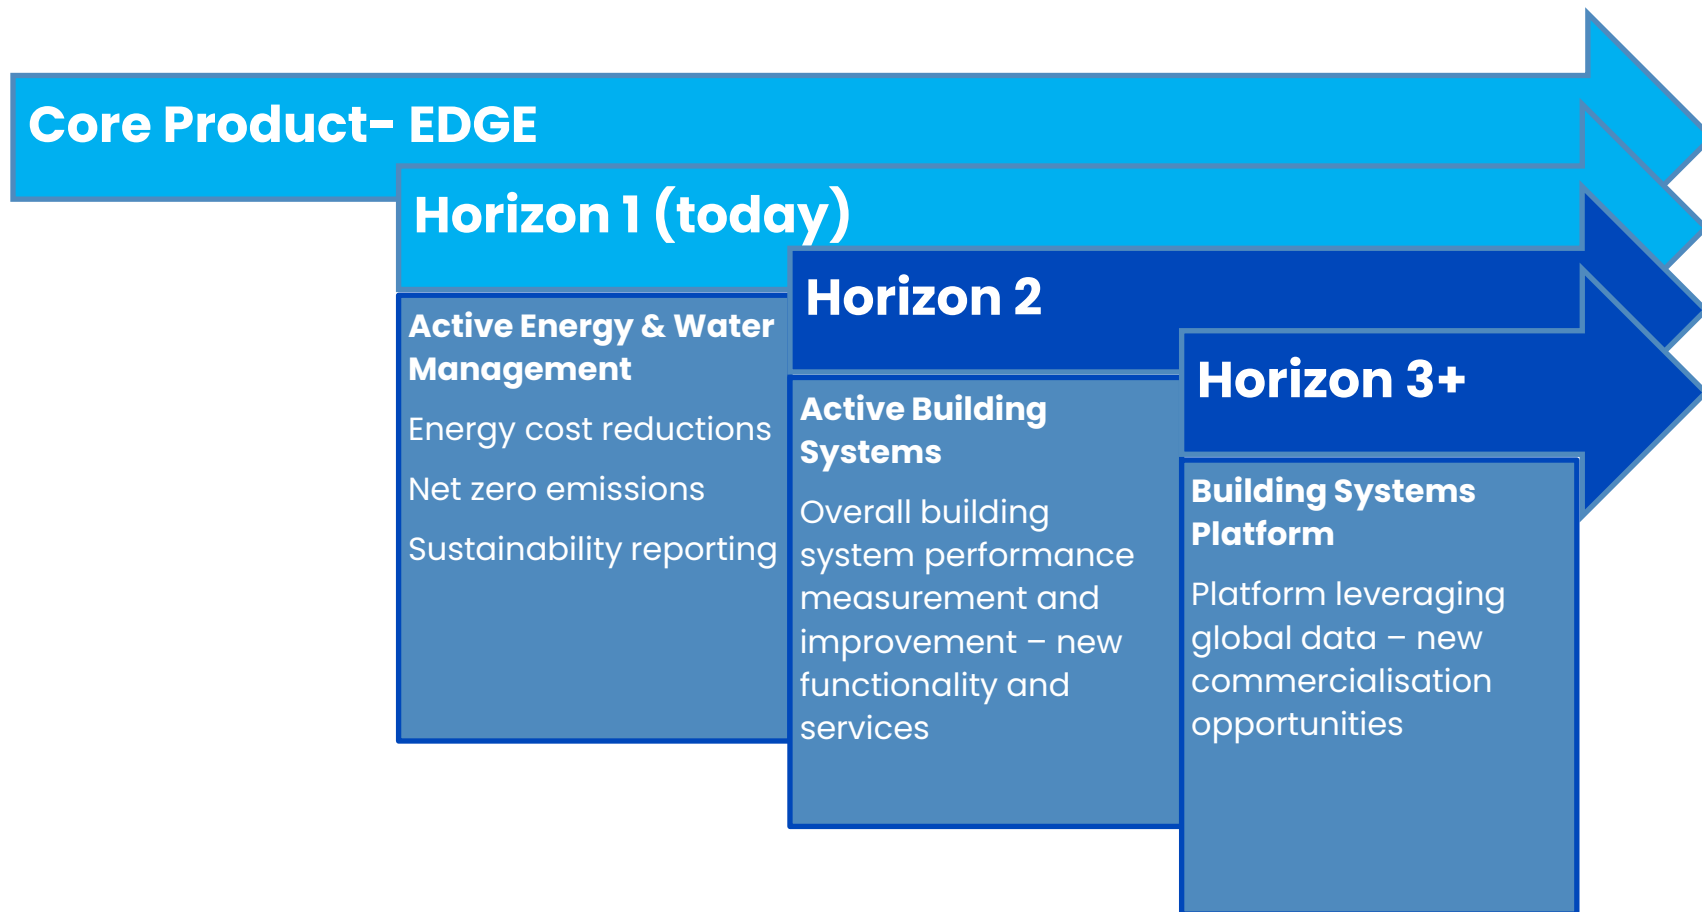 Core Product- EDGE
Horizon 1 (today)
Active Energy & Water
Management
Energy cost reductions
Net zero emissions
Sustainability reporting
Horizon 2
Active Building
Systems
Overall building
system performance
measurement and
improvement – new
functionality and
services
Horizon 3+
Building Systems
Platform
Platform leveraging
global data – new
commercialisation
opportunities